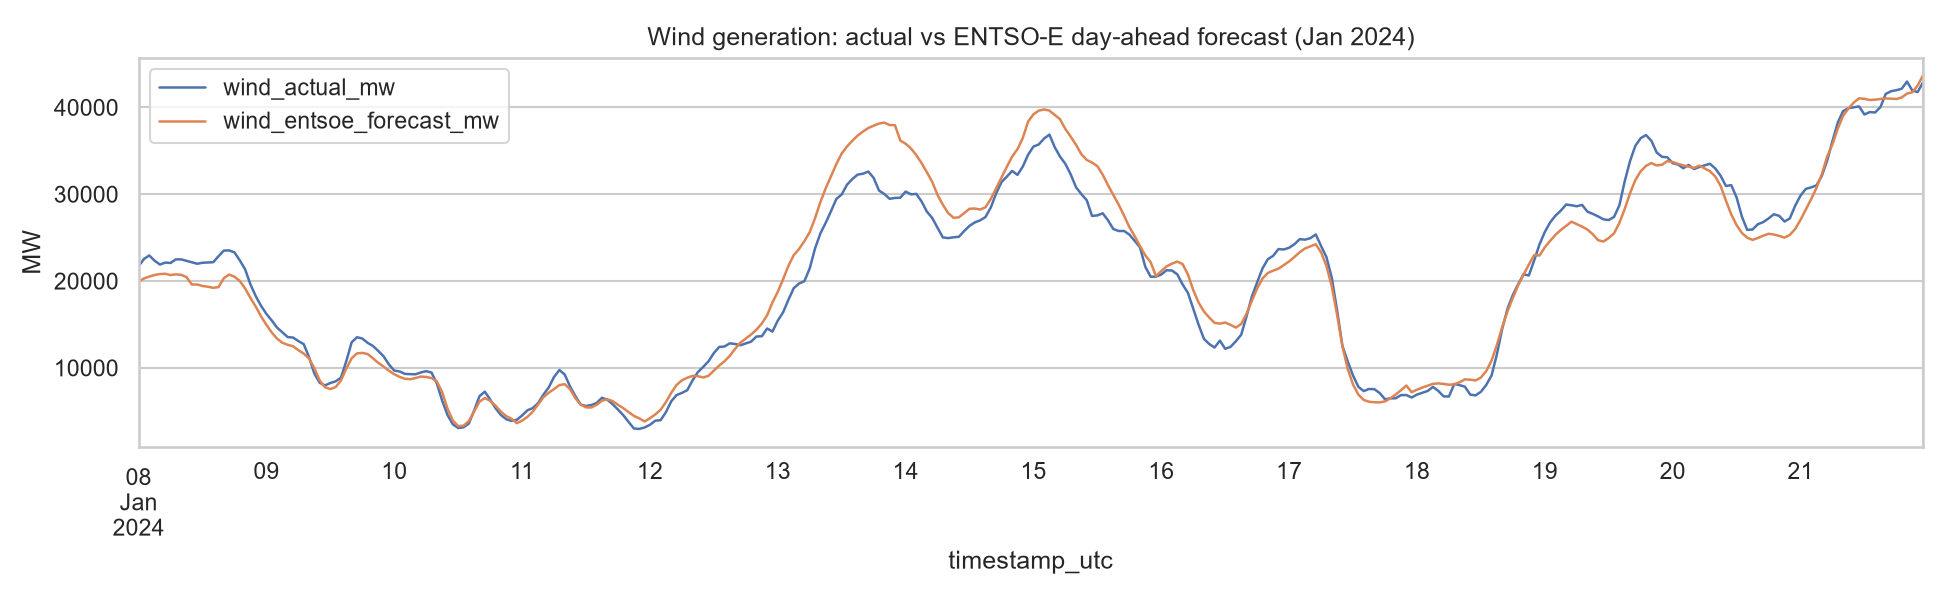 Wind generation: actual vs ENTSO-E day-ahead forecast (Jan 2024)
wind_actual_mw
wind_entsoe_forecast_mw
MW
40000
30000
20000
10000
08 09 10 11 12 13 14 15 16 17 18 19 20 21
Jan
2024
timestamp_utc